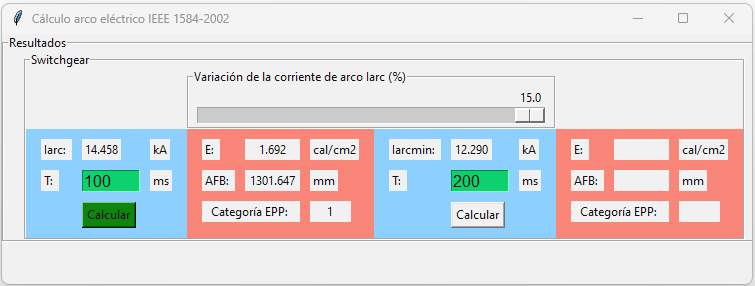 Cálculo arco eléctrico IEEE 1584-2002
Resultados
Switchgear
Variación de la corriente de arco Iarc (%)
15.0
Iarc: 14.458 kA E: 1.692 cal/cm2 Iarcmin: 12.290 kA E: cal/cm2
T: 100 ms AFB: 1301.647 mm T: 200 ms AFB: mm
Calcular Categoría EPP: 1 Calcular Categoría EPP: